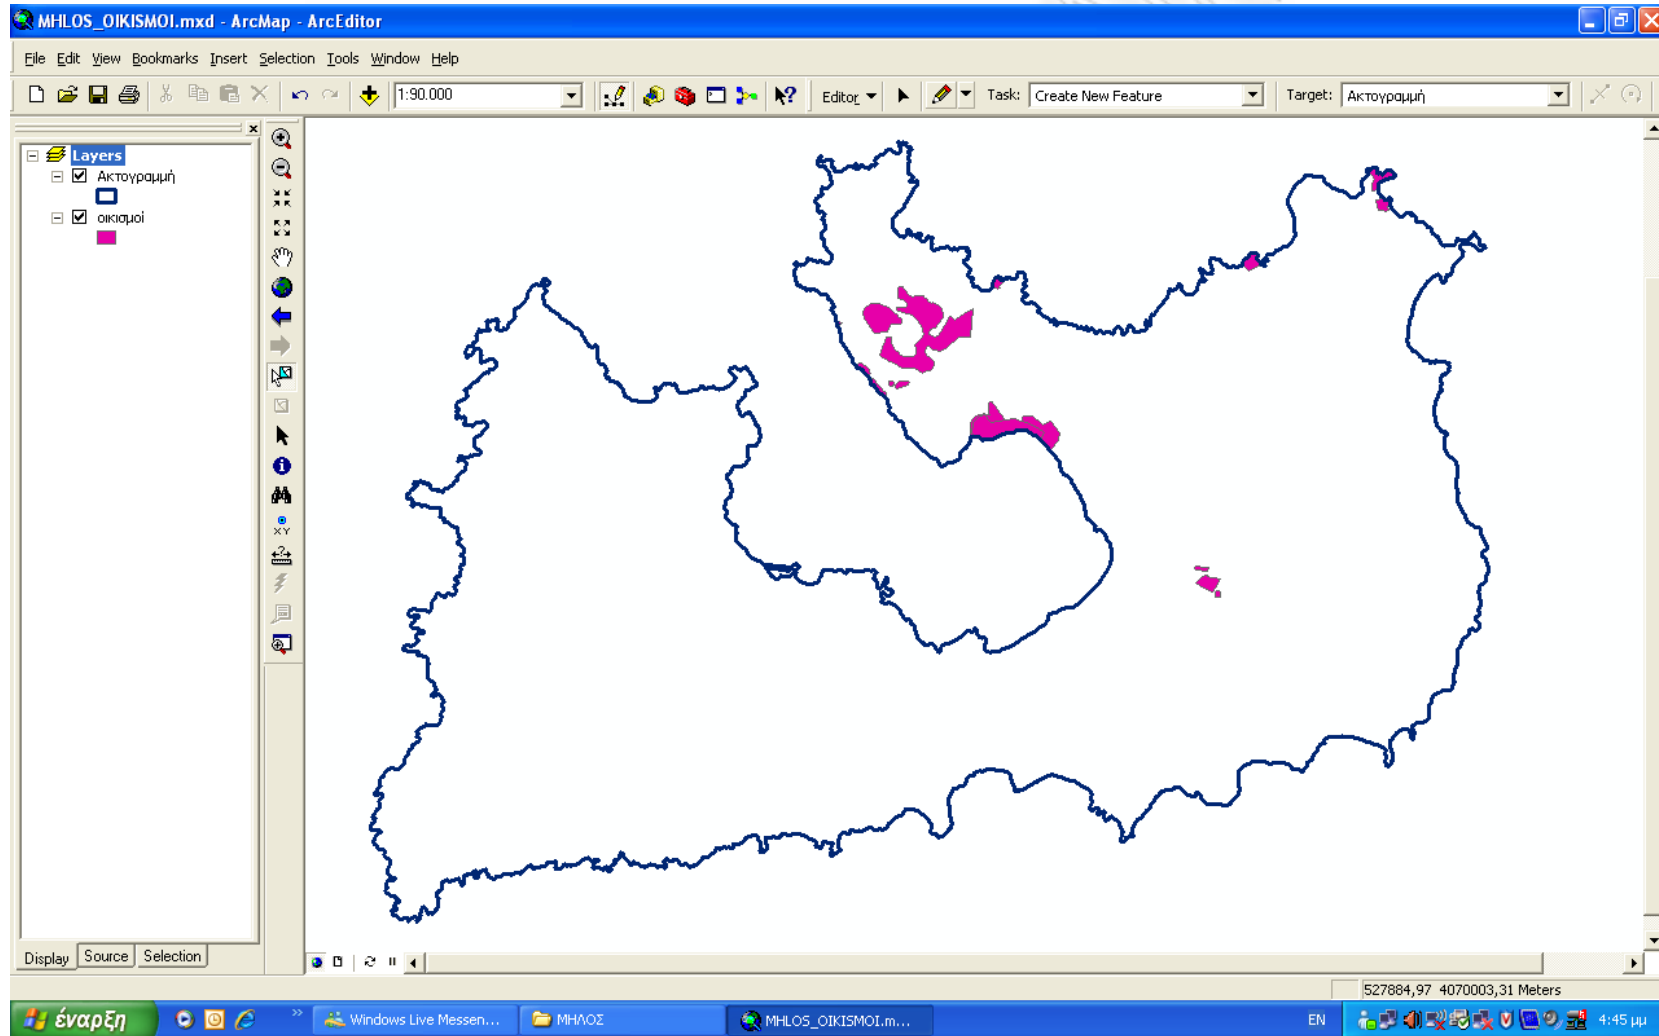 MHLOS_OIKISMOI.mxd - ArcMap - ArcEditor
File Edit View Bookmarks Insert Selection Tools Window Help
1:90.000 Editor Task: Create New Feature Target: Ακτογραμμή
Layers
Ακτογραμμή
οικισμοί
XY
Display Source Selection
527884,97 4070003,31 Meters
έναρξη Windows Live Messen... ΜΗΛΟΣ MHLOS_OIKISMOI.m... EN 4:45 μμ